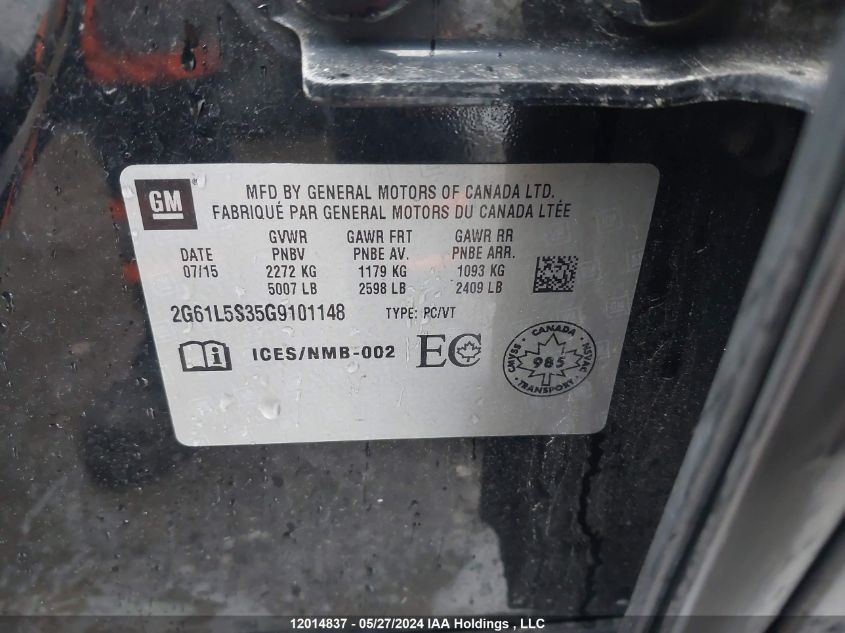 GM ® MFD BY GENERAL MOTORS OF CANADA LTD.
FABRIQUÉ PAR GENERAL MOTORS DU CANADA LTÉE
GVWR GAWR FRT GAWR RR
DATE PNBV PNBE AV. PNBE ARR.
07/15 2272 KG 1179 KG 1093 KG
5007 LB 2598 LB 2409 LB
2G61L5S35G9101148 TYPE: PC/VT
ICES/NMB-002 EC
CANADA
CMVSS 985 NSVAC
TRANSPORT
12014837 - 05/27/2024 IAA Holdings , LLC